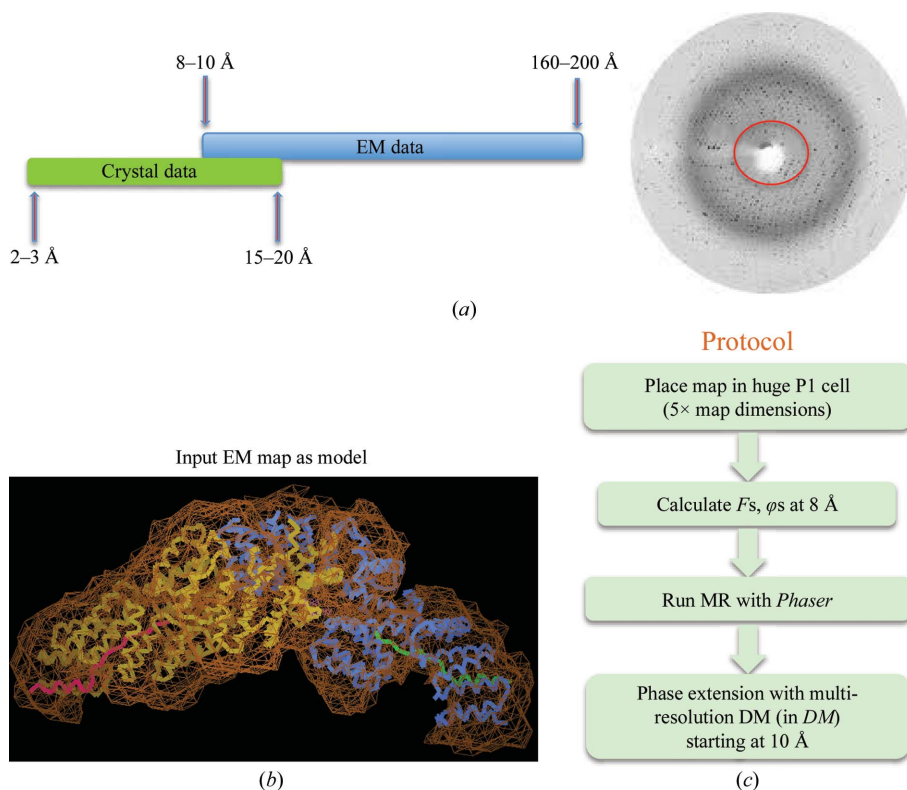 8–10 Å
160–200 Å
EM data
Crystal data
2–3 Å
15–20 Å
(a)
Input EM map as model
(b)
Protocol
Place map in huge P1 cell
(5× map dimensions)
Calculate Fs, φs at 8 Å
Run MR with Phaser
Phase extension with multi-
resolution DM (in DM)
starting at 10 Å
(c)